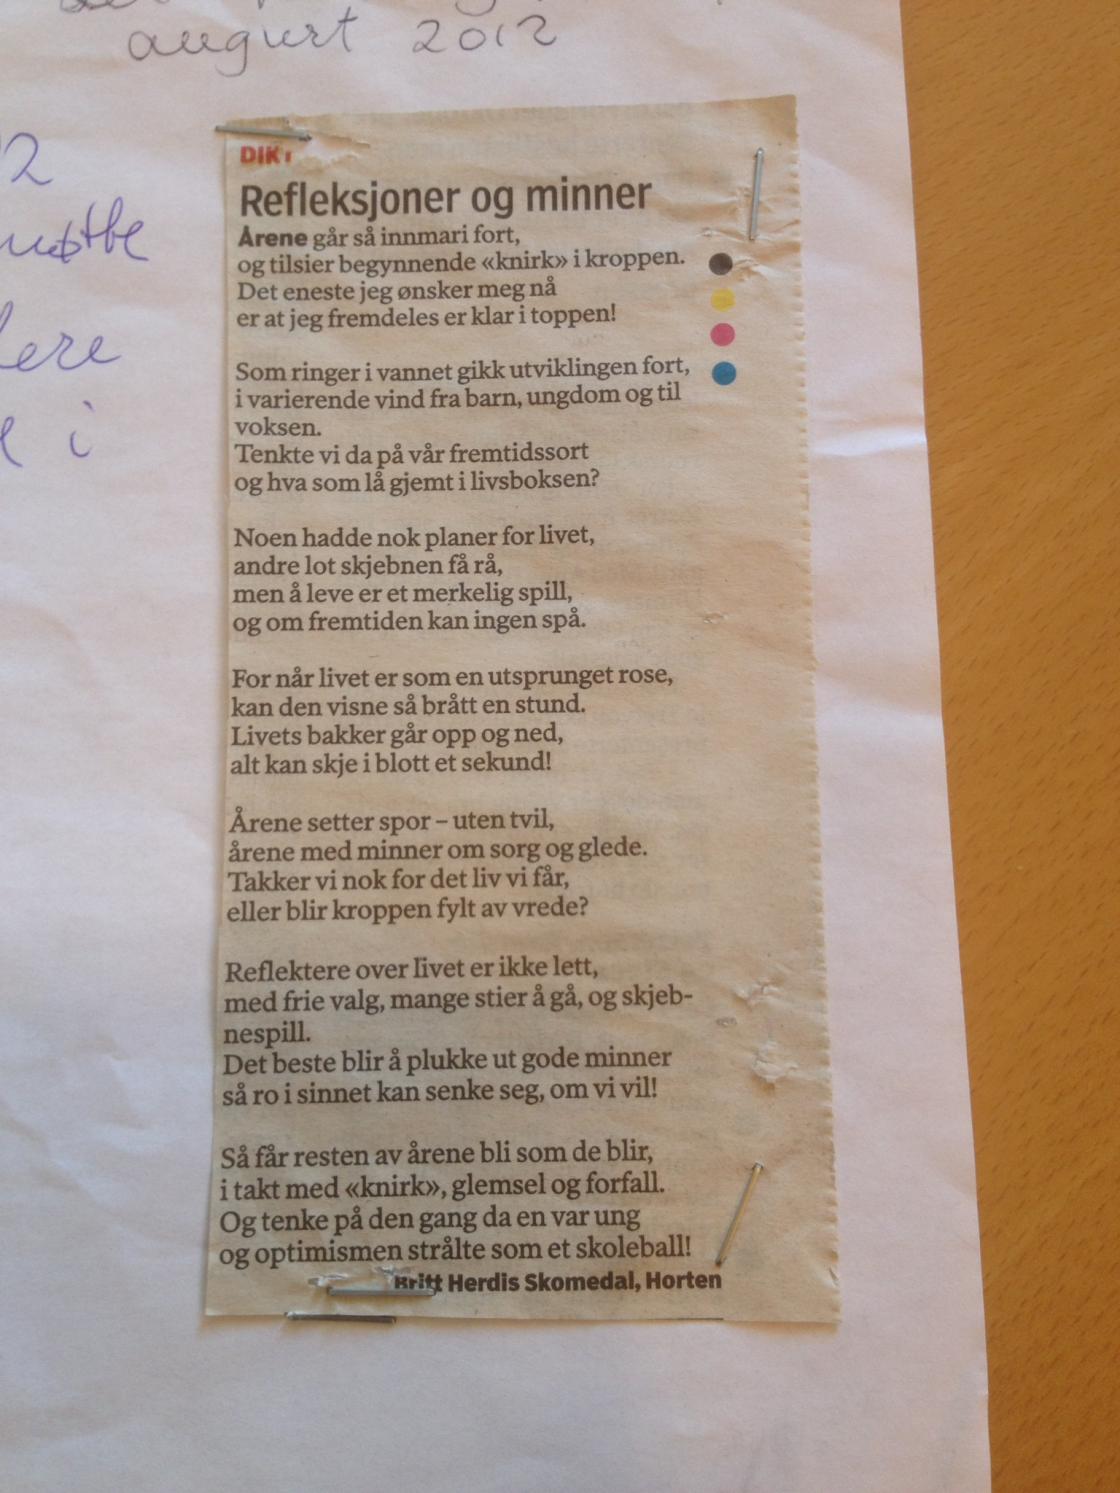 august 2012
2
møtte
ere
i
DIKT
Refleksjoner og minner
Årene går så innmari fort,
og tilsier begynnende «knirk» i kroppen.
Det eneste jeg ønsker meg nå
er at jeg fremdeles er klar i toppen!
Som ringer i vannet gikk utviklingen fort,
i varierende vind fra barn, ungdom og til
voksen.
Tenkte vi da på vår fremtidssort
og hva som lå gjemt i livsboksen?
Noen hadde nok planer for livet,
andre lot skjebnen få rå,
men å leve er et merkelig spill,
og om fremtiden kan ingen spå.
For når livet er som en utsprunget rose,
kan den visne så brått en stund.
Livets bakker går opp og ned,
alt kan skje i blott et sekund!
Årene setter spor – uten tvil,
årene med minner om sorg og glede.
Takker vi nok for det liv vi får,
eller blir kroppen fylt av vrede?
Reflektere over livet er ikke lett,
med frie valg, mange stier å gå, og skjeb-
nespill.
Det beste blir å plukke ut gode minner
så ro i sinnet kan senke seg, om vi vil!
Så får resten av årene bli som de blir,
i takt med «knirk», glemsel og forfall.
Og tenke på den gang da en var ung
og optimismen strålte som et skoleball!
Britt Herdis Skomedal, Horten